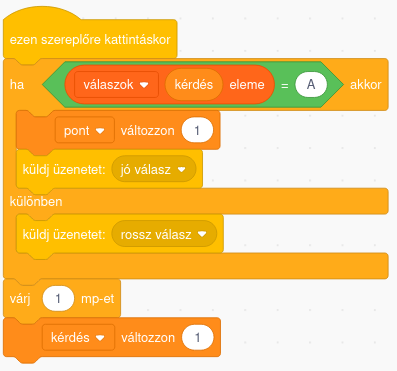 ezen szereplőre kattintáskor
ha válaszok kérdés eleme = A akkor
pont változzon 1
küldj üzenetet: jó válasz
különben
küldj üzenetet: rossz válasz
várj 1 mp-et
kérdés változzon 1